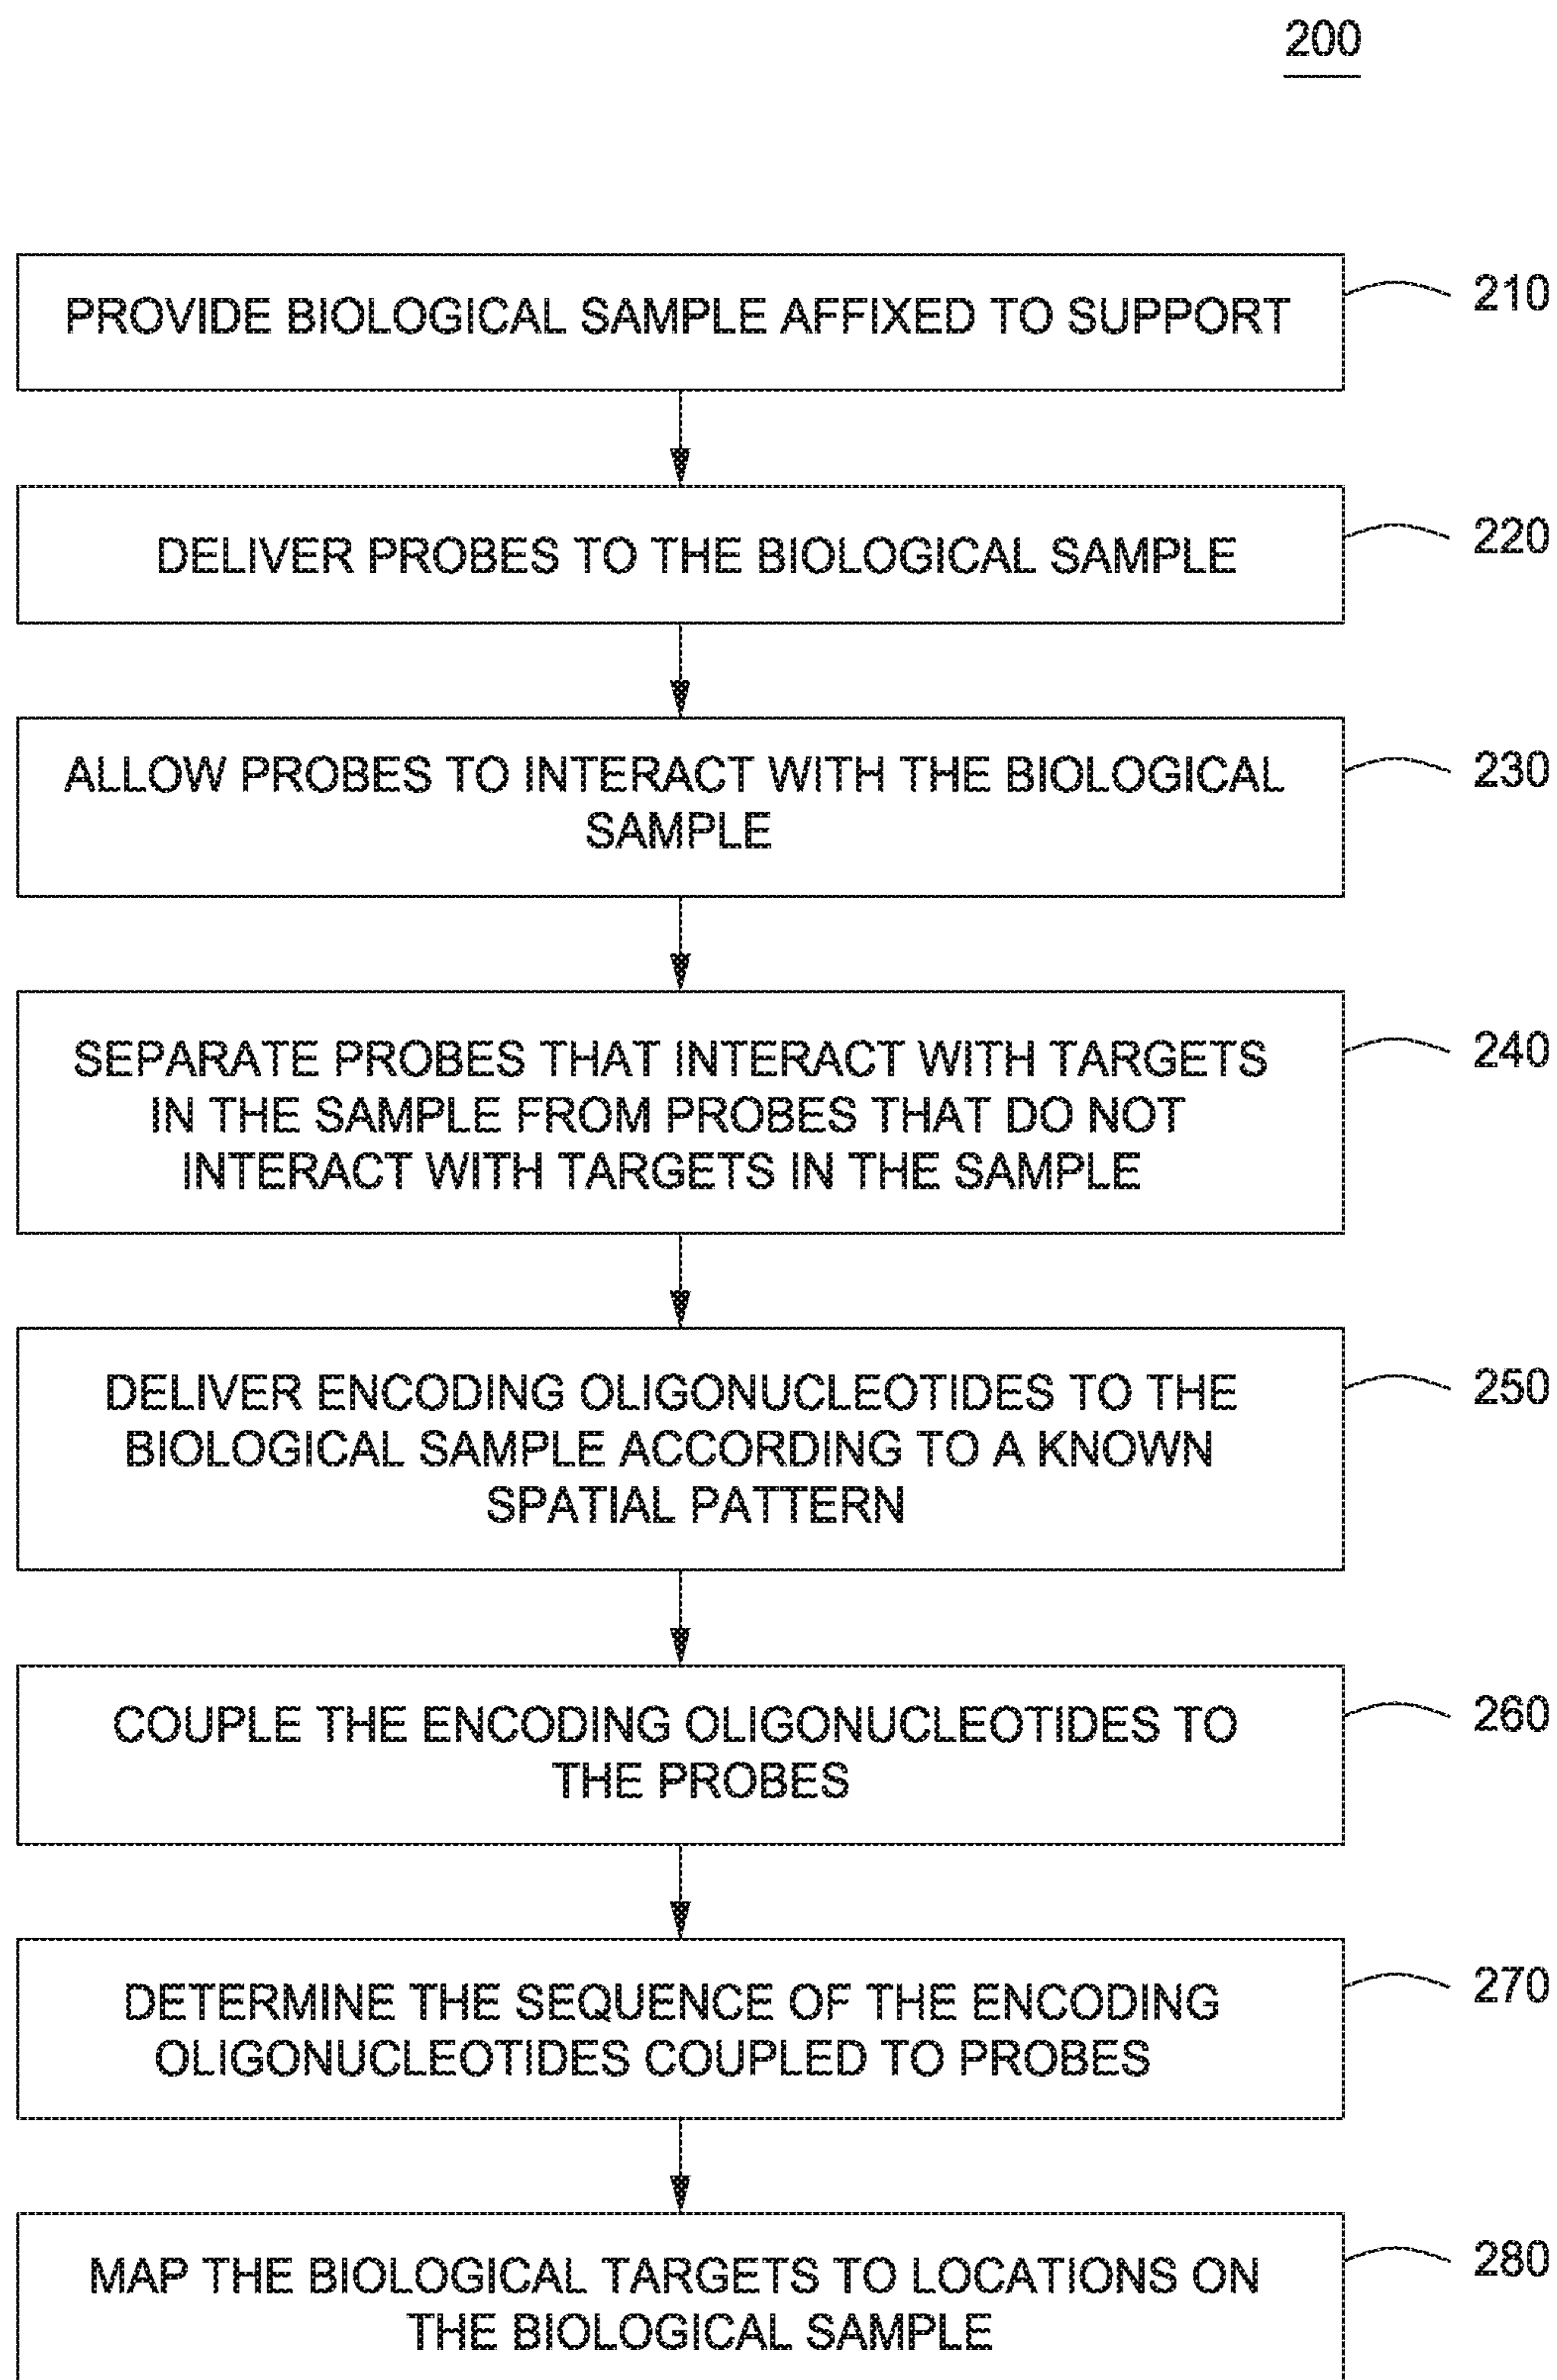 200
PROVIDE BIOLOGICAL SAMPLE AFFIXED TO SUPPORT
210
DELIVER PROBES TO THE BIOLOGICAL SAMPLE
220
ALLOW PROBES TO INTERACT WITH THE BIOLOGICAL
SAMPLE
230
SEPARATE PROBES THAT INTERACT WITH TARGETS
IN THE SAMPLE FROM PROBES THAT DO NOT
INTERACT WITH TARGETS IN THE SAMPLE
240
DELIVER ENCODING OLIGONUCLEOTIDES TO THE
BIOLOGICAL SAMPLE ACCORDING TO A KNOWN
SPATIAL PATTERN
250
COUPLE THE ENCODING OLIGONUCLEOTIDES TO
THE PROBES
260
DETERMINE THE SEQUENCE OF THE ENCODING
OLIGONUCLEOTIDES COUPLED TO PROBES
270
MAP THE BIOLOGICAL TARGETS TO LOCATIONS ON
THE BIOLOGICAL SAMPLE
280